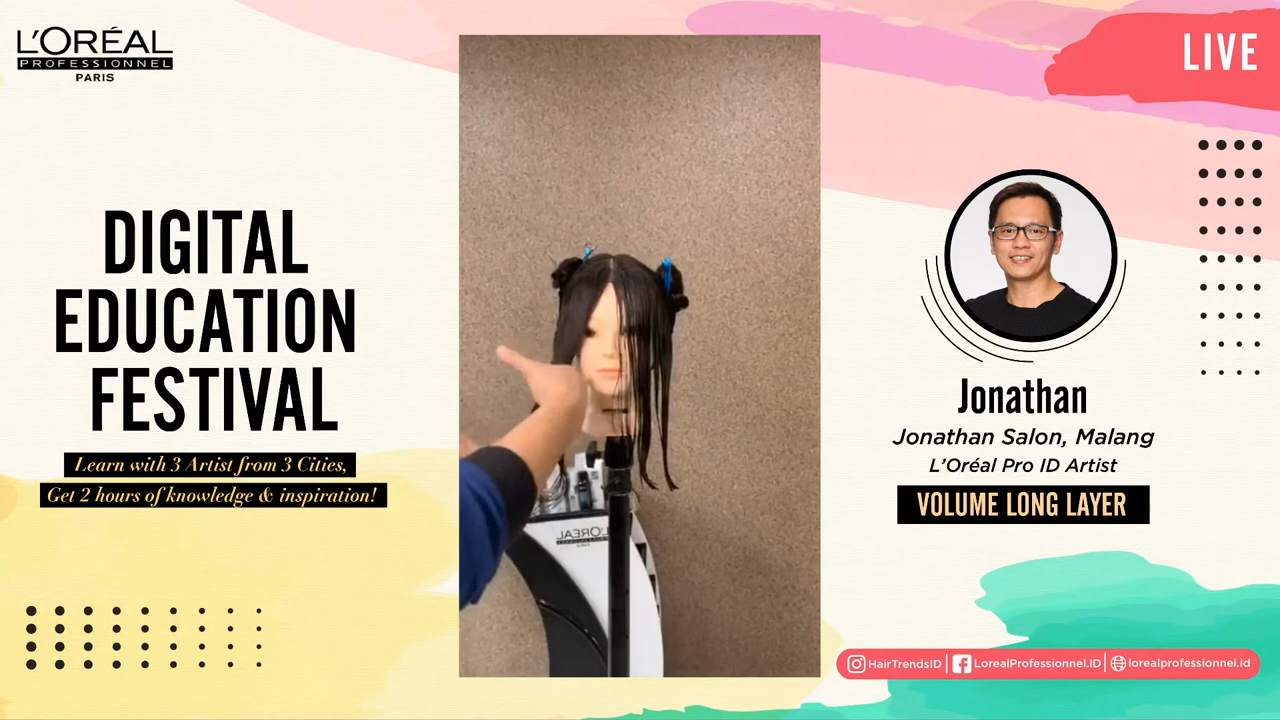 L'ORÉAL
PROFESSIONNEL
PARIS
LIVE
DIGITAL
EDUCATION
FESTIVAL
Learn with 3 Artist from 3 Cities,
Get 2 hours of knowledge & inspiration!
L'ORÉAL
Jonathan
Jonathan Salon, Malang
L'Oréal Pro ID Artist
VOLUME LONG LAYER
HairTrendsID | LorealProfessionnel.ID | lorealprofessionnel.id